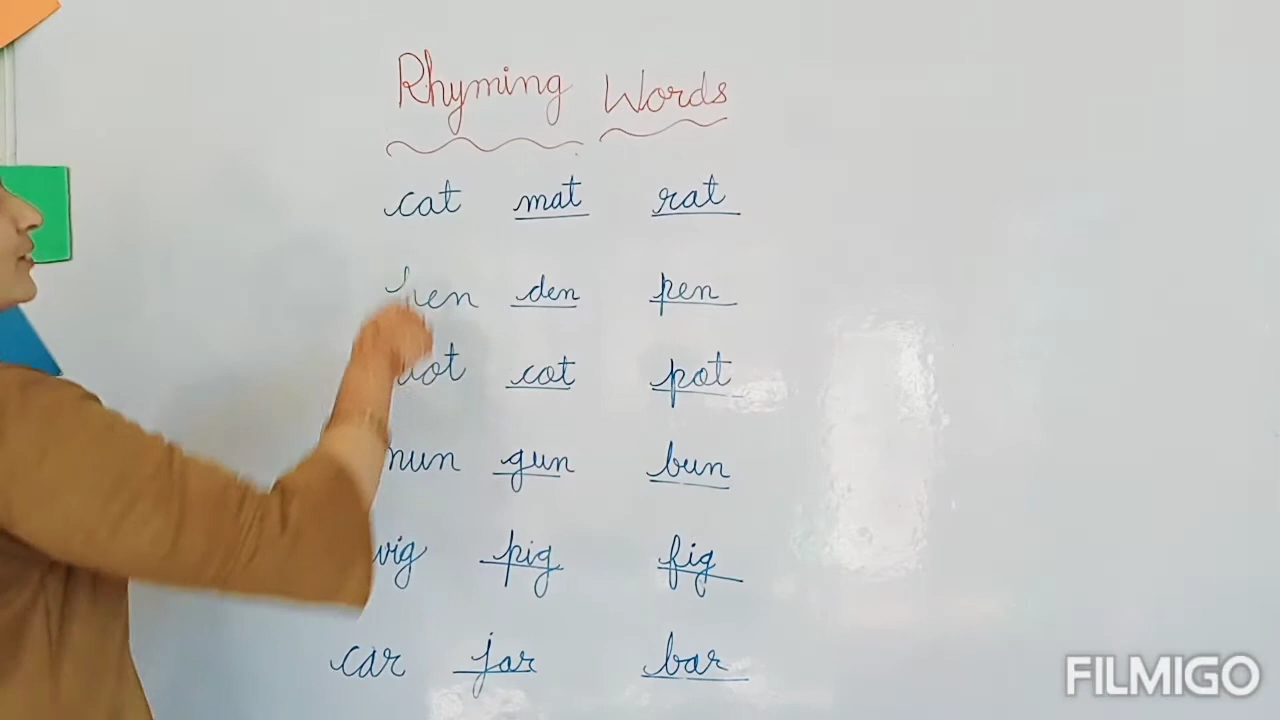 Rhyming Words
cat mat rat
hen den pen
cot pot
nun gun bun
wig pig fig
car jar bar
FILMIGO